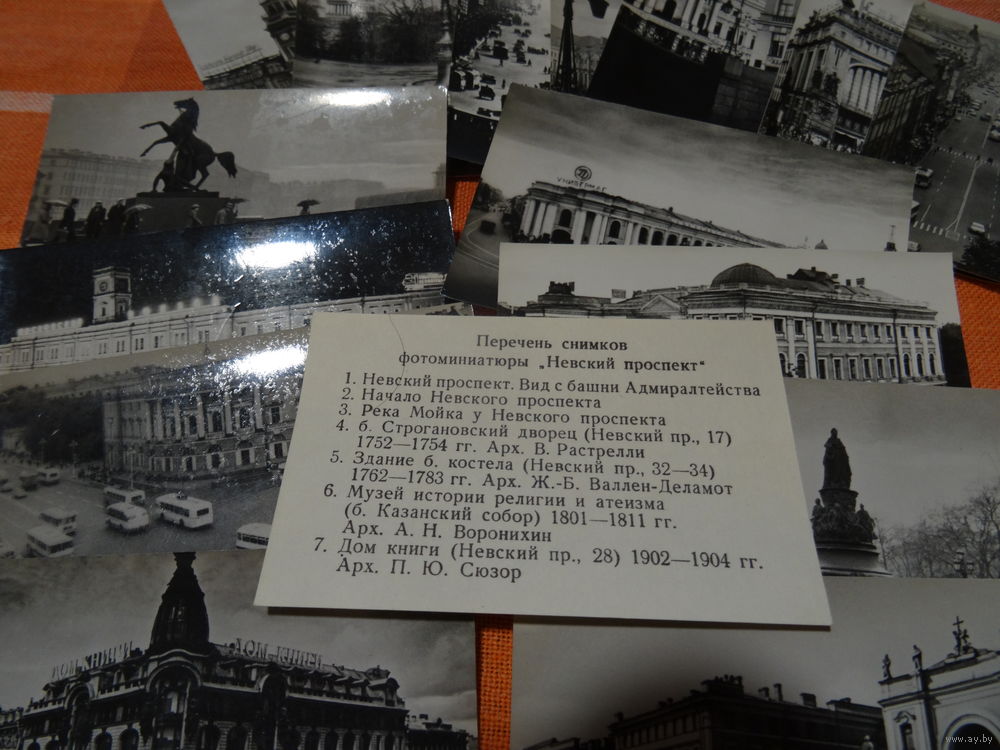 УНИВЕРМАГ
Перечень снимков
фотоминиатюры „Невский проспект“
1. Невский проспект. Вид с башни Адмиралтейства
2. Начало Невского проспекта
3. Река Мойка у Невского проспекта
4. б. Строгановский дворец (Невский пр., 17)
1752—1754 гг. Арх. В. Растрелли
5. Здание б. костела (Невский пр., 32—34)
1762—1783 гг. Арх. Ж.-Б. Валлен-Деламот
6. Музей истории религии и атеизма
(б. Казанский собор) 1801—1811 гг.
Арх. А. Н. Воронихин
7. Дом книги (Невский пр., 28) 1902—1904 гг.
Арх. П. Ю. Сюзор
ДОМ КНИГИ ДОМ КНИГИ
www.ay.by